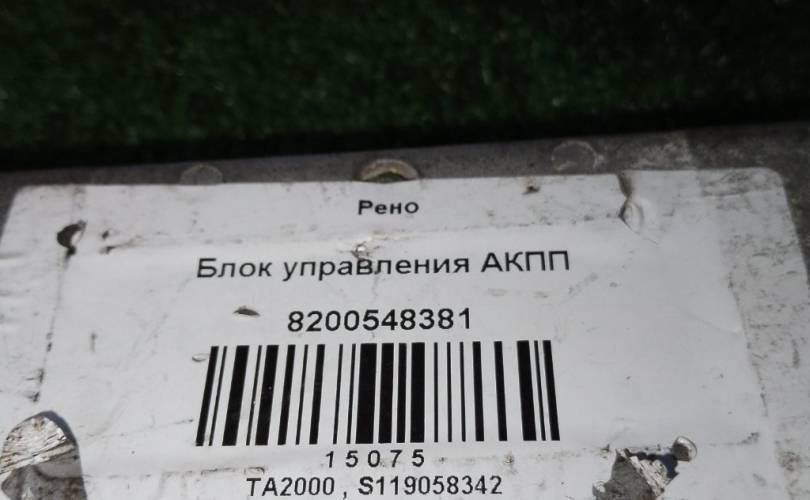 Рено
Блок управления АКПП
8200548381
15075
TA2000, S119058342